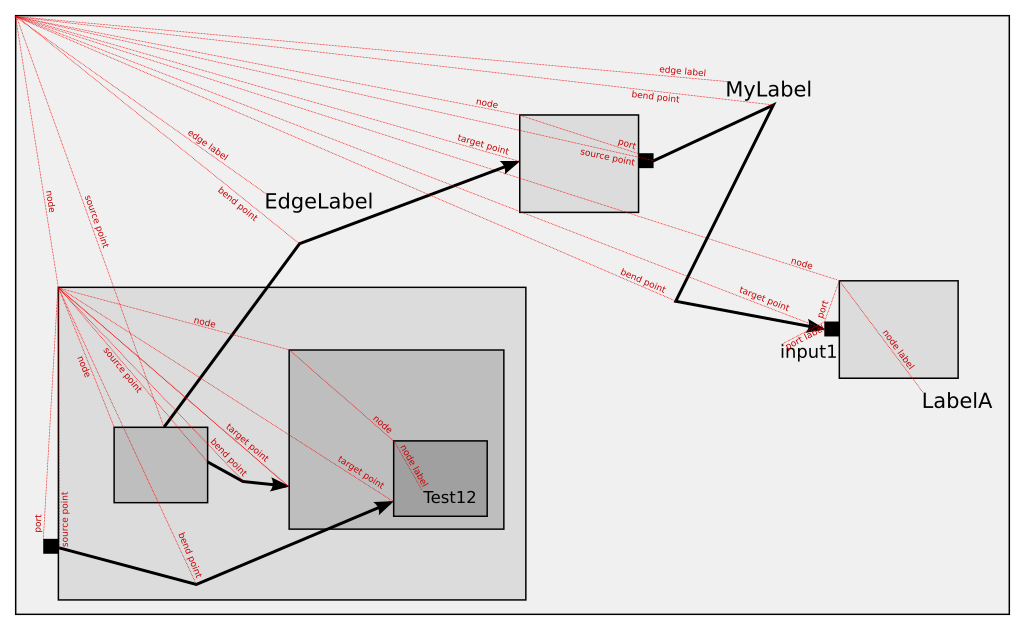 edge label
MyLabel
bend point
node
target point
port
source point
edge label
node
source point
bend point
EdgeLabel
node
bend point
target point
port
port label
input1
node label
LabelA
node
node
source point
target point
bend point
node
target point
node label
Test12
port
source point
bend point